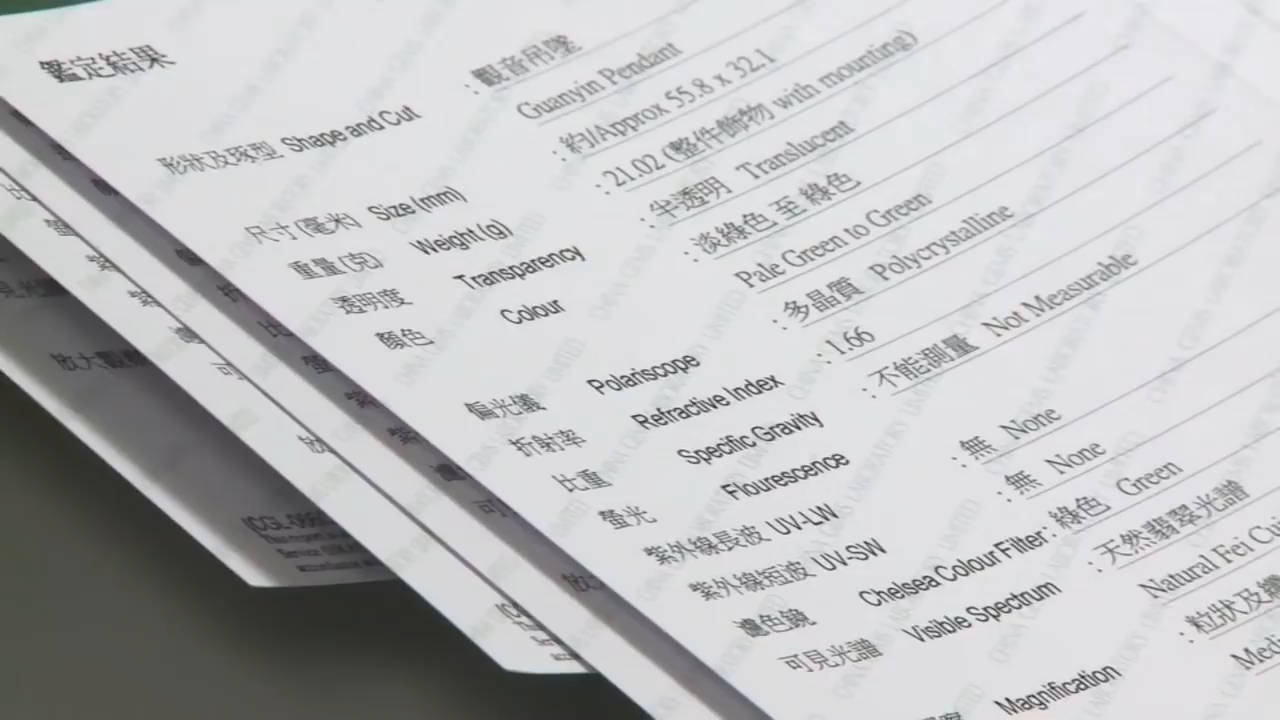 鑑定結果
形狀及琢型 Shape and Cut : 觀音吊墜
Guanyin Pendant
尺寸(毫米) Size (mm) : 約/Approx 55.8 x 32.1
重量(克) Weight (g) : 21.02 (整件飾物 with mounting)
透明度 Transparency : 半透明 Translucent
顏色 Colour : 淡綠色 至 綠色
Pale Green to Green
偏光儀 Polariscope : 多晶質 Polycrystalline
折射率 Refractive Index : 1.66
比重 Specific Gravity : 不能測量 Not Measurable
螢光 Flourescence
紫外線長波 UV-LW : 無 None
紫外線短波 UV-SW : 無 None
濾色鏡 Chelsea Colour Filter : 綠色 Green
可見光譜 Visible Spectrum : 天然翡翠光譜
Natural Fei Cui
Magnification : 粒狀及纖